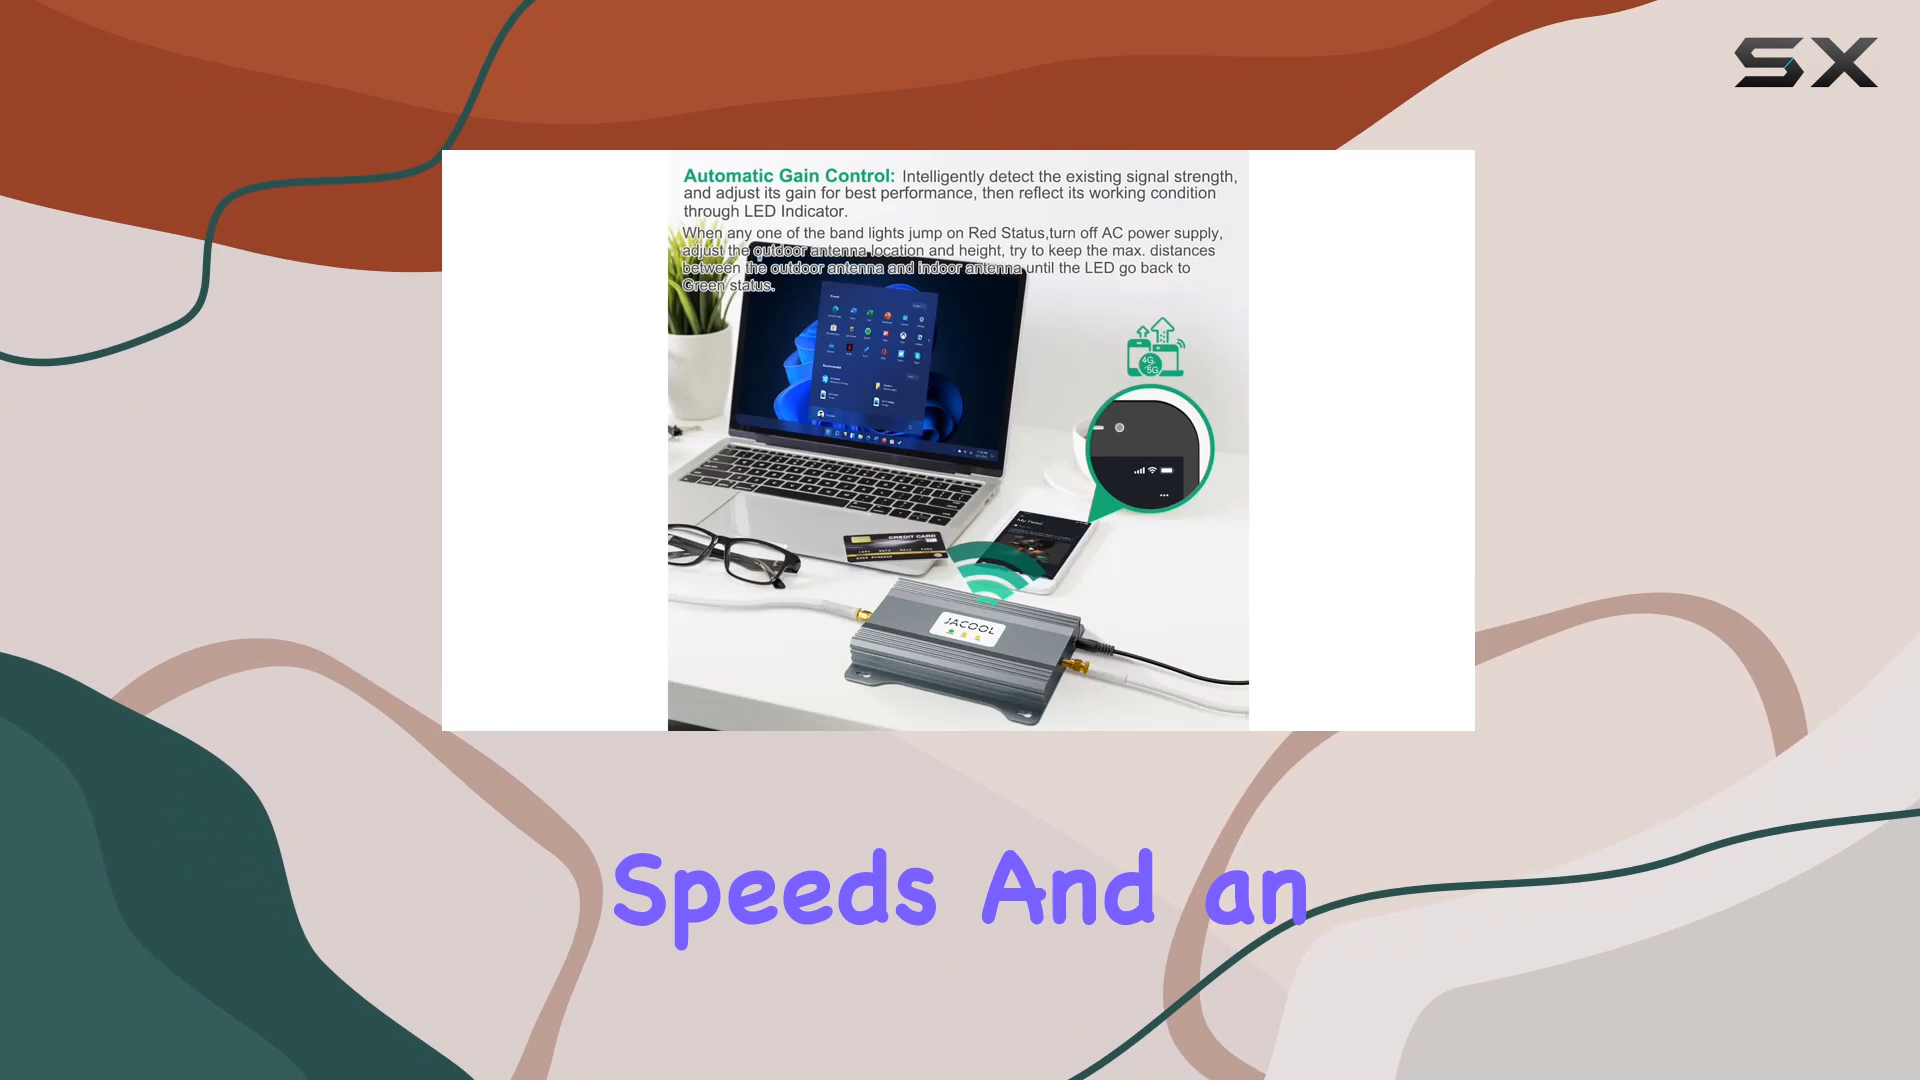 SX
Automatic Gain Control: Intelligently detect the existing signal strength,
and adjust its gain for best performance, then reflect its working condition
through LED Indicator.
When any one of the band lights jump on Red Status,turn off AC power supply,
adjust the outdoor antenna location and height, try to keep the max. distances
between the outdoor antenna and indoor antenna until the LED go back to
Green status.
4G
5G
My Feed
CREDIT CARD
JACOOL
Speeds And an